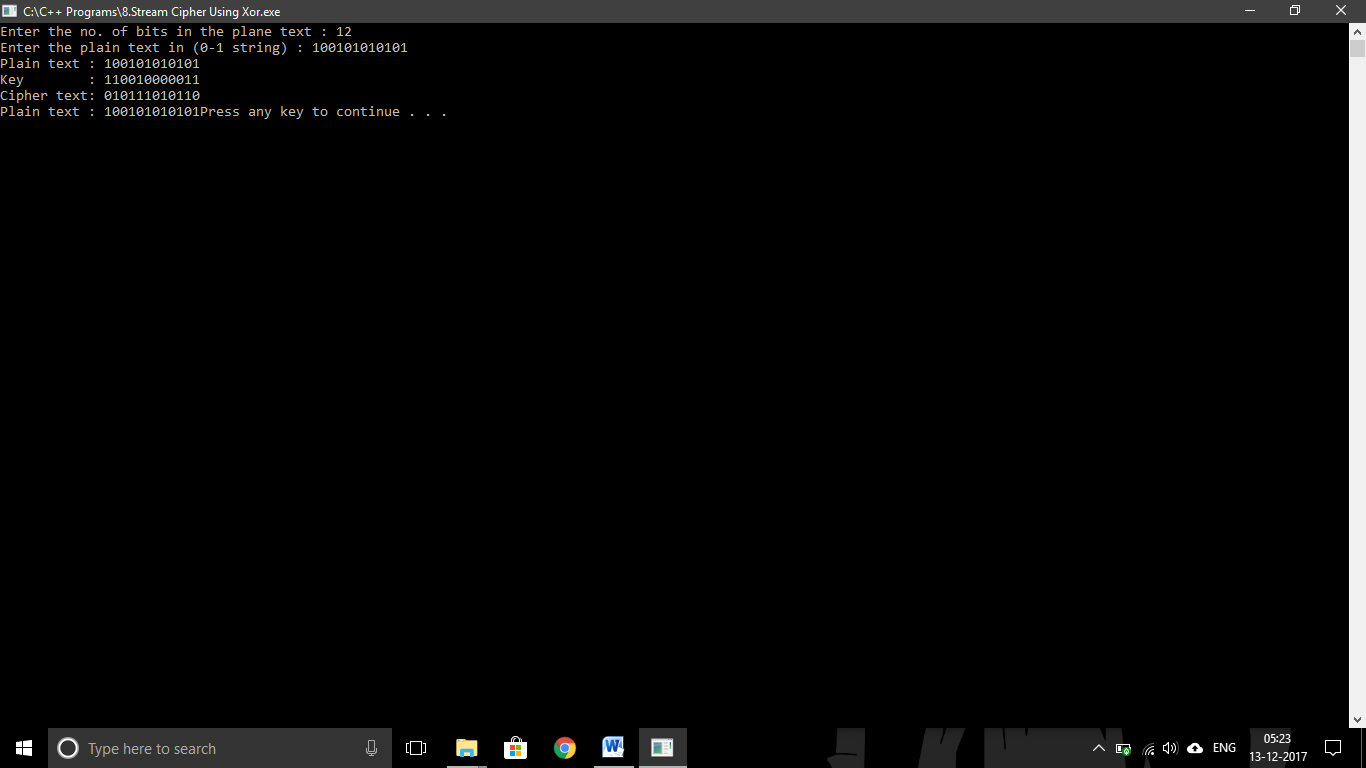 C:\C++ Programs\8.Stream Cipher Using Xor.exe
Enter the no. of bits in the plane text : 12
Enter the plain text in (0-1 string) : 100101010101
Plain text : 100101010101
Key        : 110010000011
Cipher text: 010111010110
Plain text : 100101010101Press any key to continue . . .
Type here to search
ENG
05:23
13-12-2017